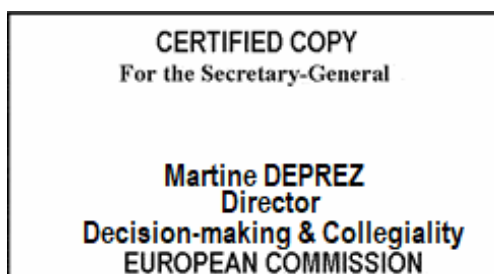 CERTIFIED COPY
For the Secretary-General
Martine DEPREZ
Director
Decision-making & Collegiality
EUROPEAN COMMISSION